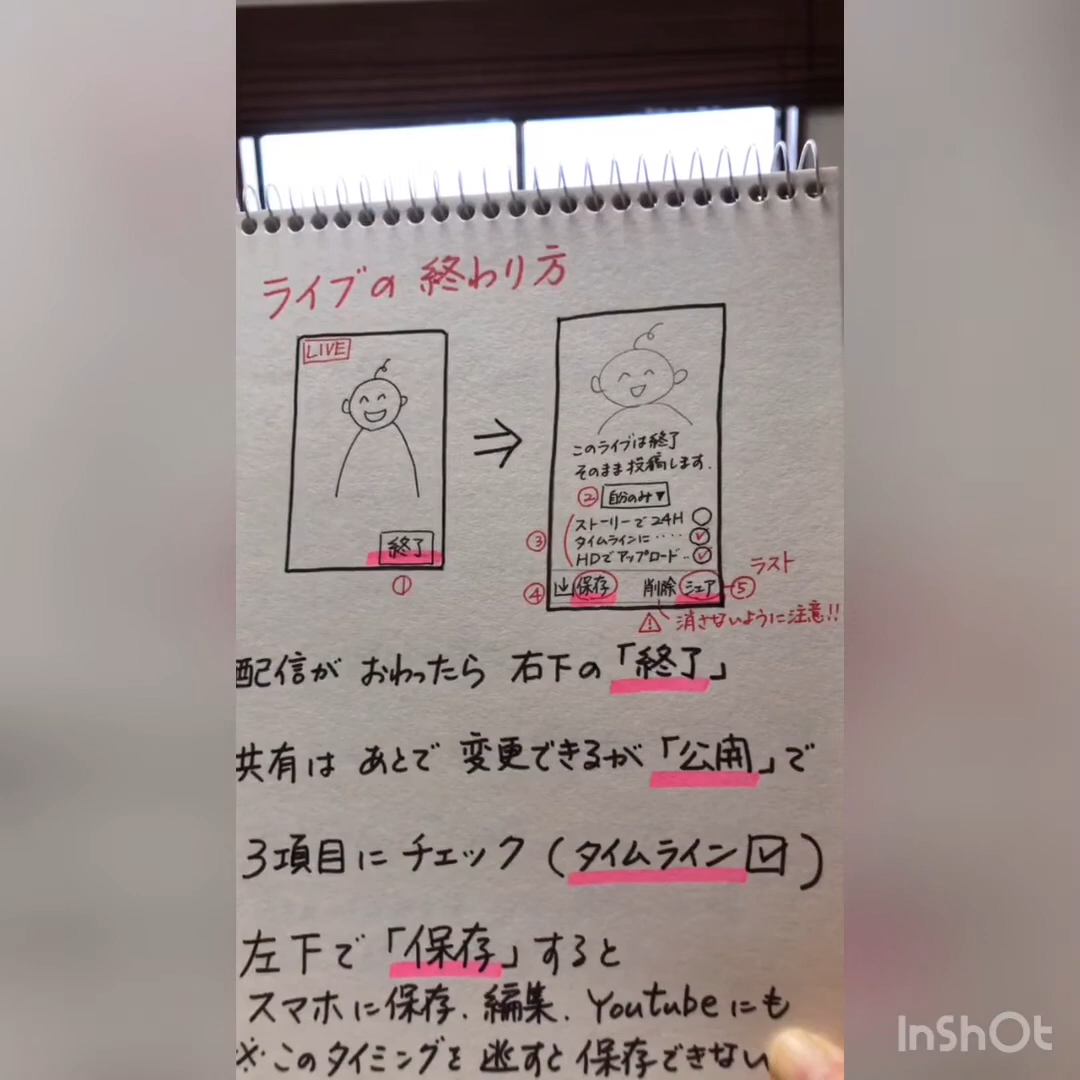 ライブの終わり方
LIVE
終了
①
このライブは終了
そのまま投稿します.
② 自分のみ▼
③
ストーリーで24H
タイムラインに‥‥
HDでアップロード‥
④ 保存 削除 シェア ⑤ ラスト
⚠ 消さないように注意!!
配信が おわったら 右下の「終了」
共有は あとで 変更できるが「公開」で
3項目に チェック (タイムライン☑)
左下で「保存」すると
スマホに保存. 編集. Youtubeにも
※このタイミングを逃すと保存できない
InShOt